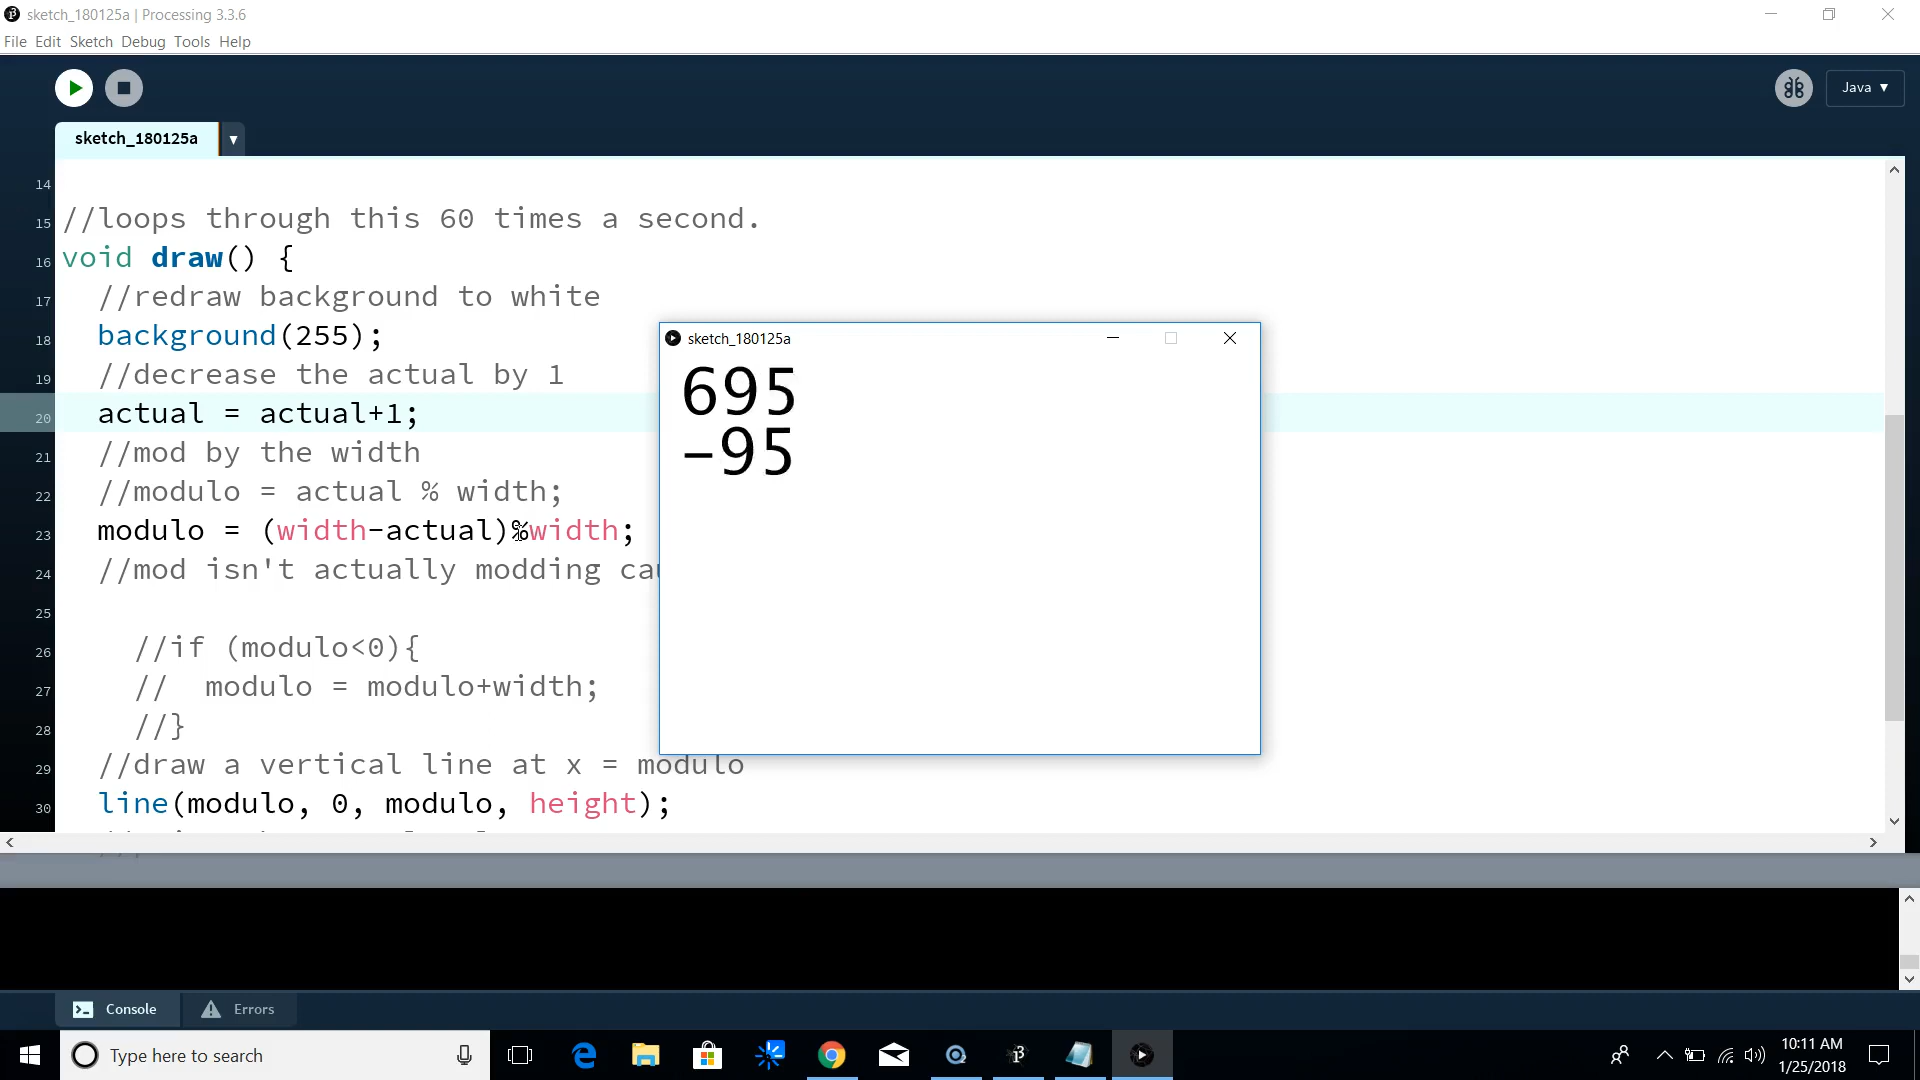 sketch_180125a | Processing 3.3.6
File Edit Sketch Debug Tools Help
Java ▼
sketch_180125a ▼
14
15 //loops through this 60 times a second.
16 void draw() {
17 //redraw background to white
18 background(255);
19 //decrease the actual by 1
20 actual = actual+1;
21 //mod by the width
22 //modulo = actual % width;
23 modulo = (width-actual)%width;
24 //mod isn't actually modding
25
26 //if (modulo<0){
27 //  modulo = modulo+width;
28 //}
29 //draw a vertical line at x = modulo
30 line(modulo, 0, modulo, height);
sketch_180125a
695
-95
Console Errors
Type here to search
10:11 AM
1/25/2018